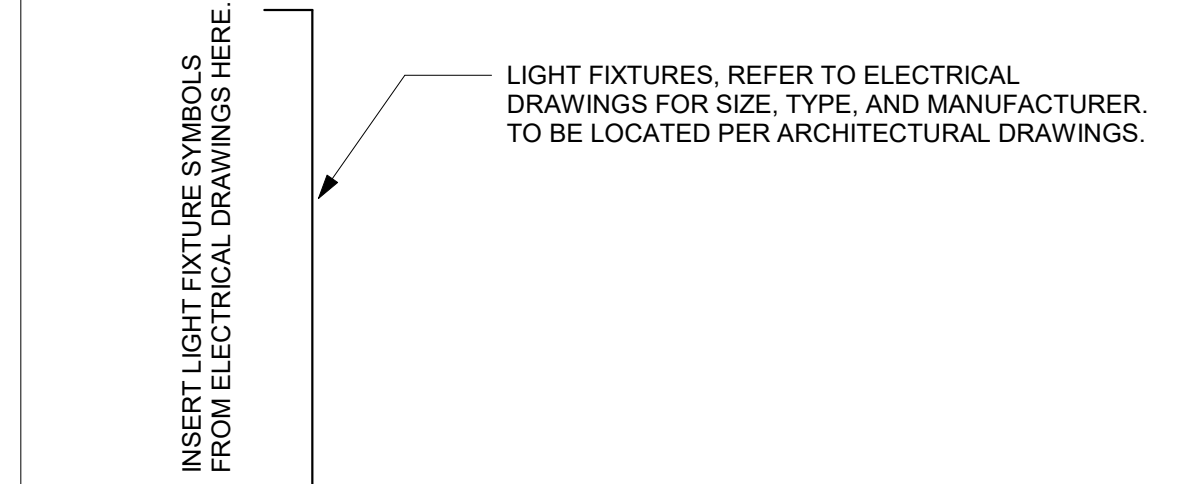 INSERT LIGHT FIXTURE SYMBOLS
FROM ELECTRICAL DRAWINGS HERE.
LIGHT FIXTURES, REFER TO ELECTRICAL
DRAWINGS FOR SIZE, TYPE, AND MANUFACTURER.
TO BE LOCATED PER ARCHITECTURAL DRAWINGS.